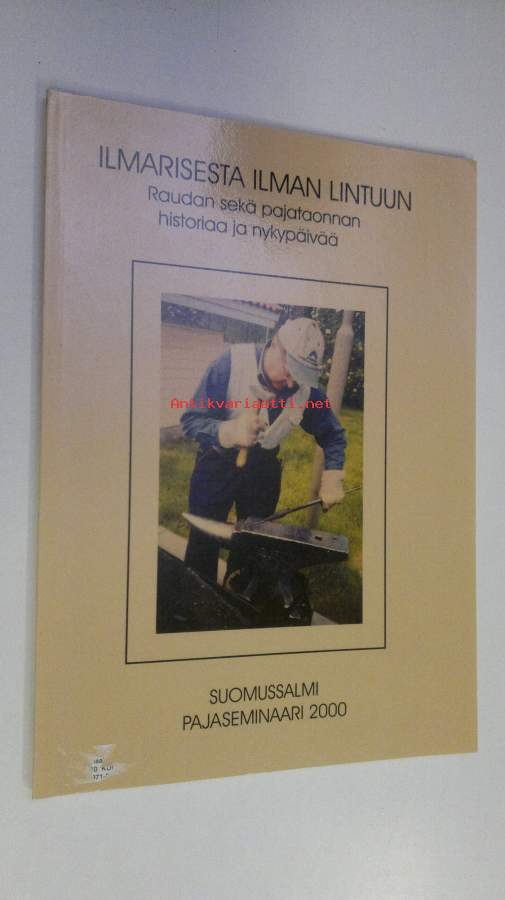 ILMARISESTA ILMAN LINTUUN
Raudan sekä pajataonnan
historiaa ja nykypäivää
Antikvariaatti.net
SUOMUSSALMI
PAJASEMINAARI 2000